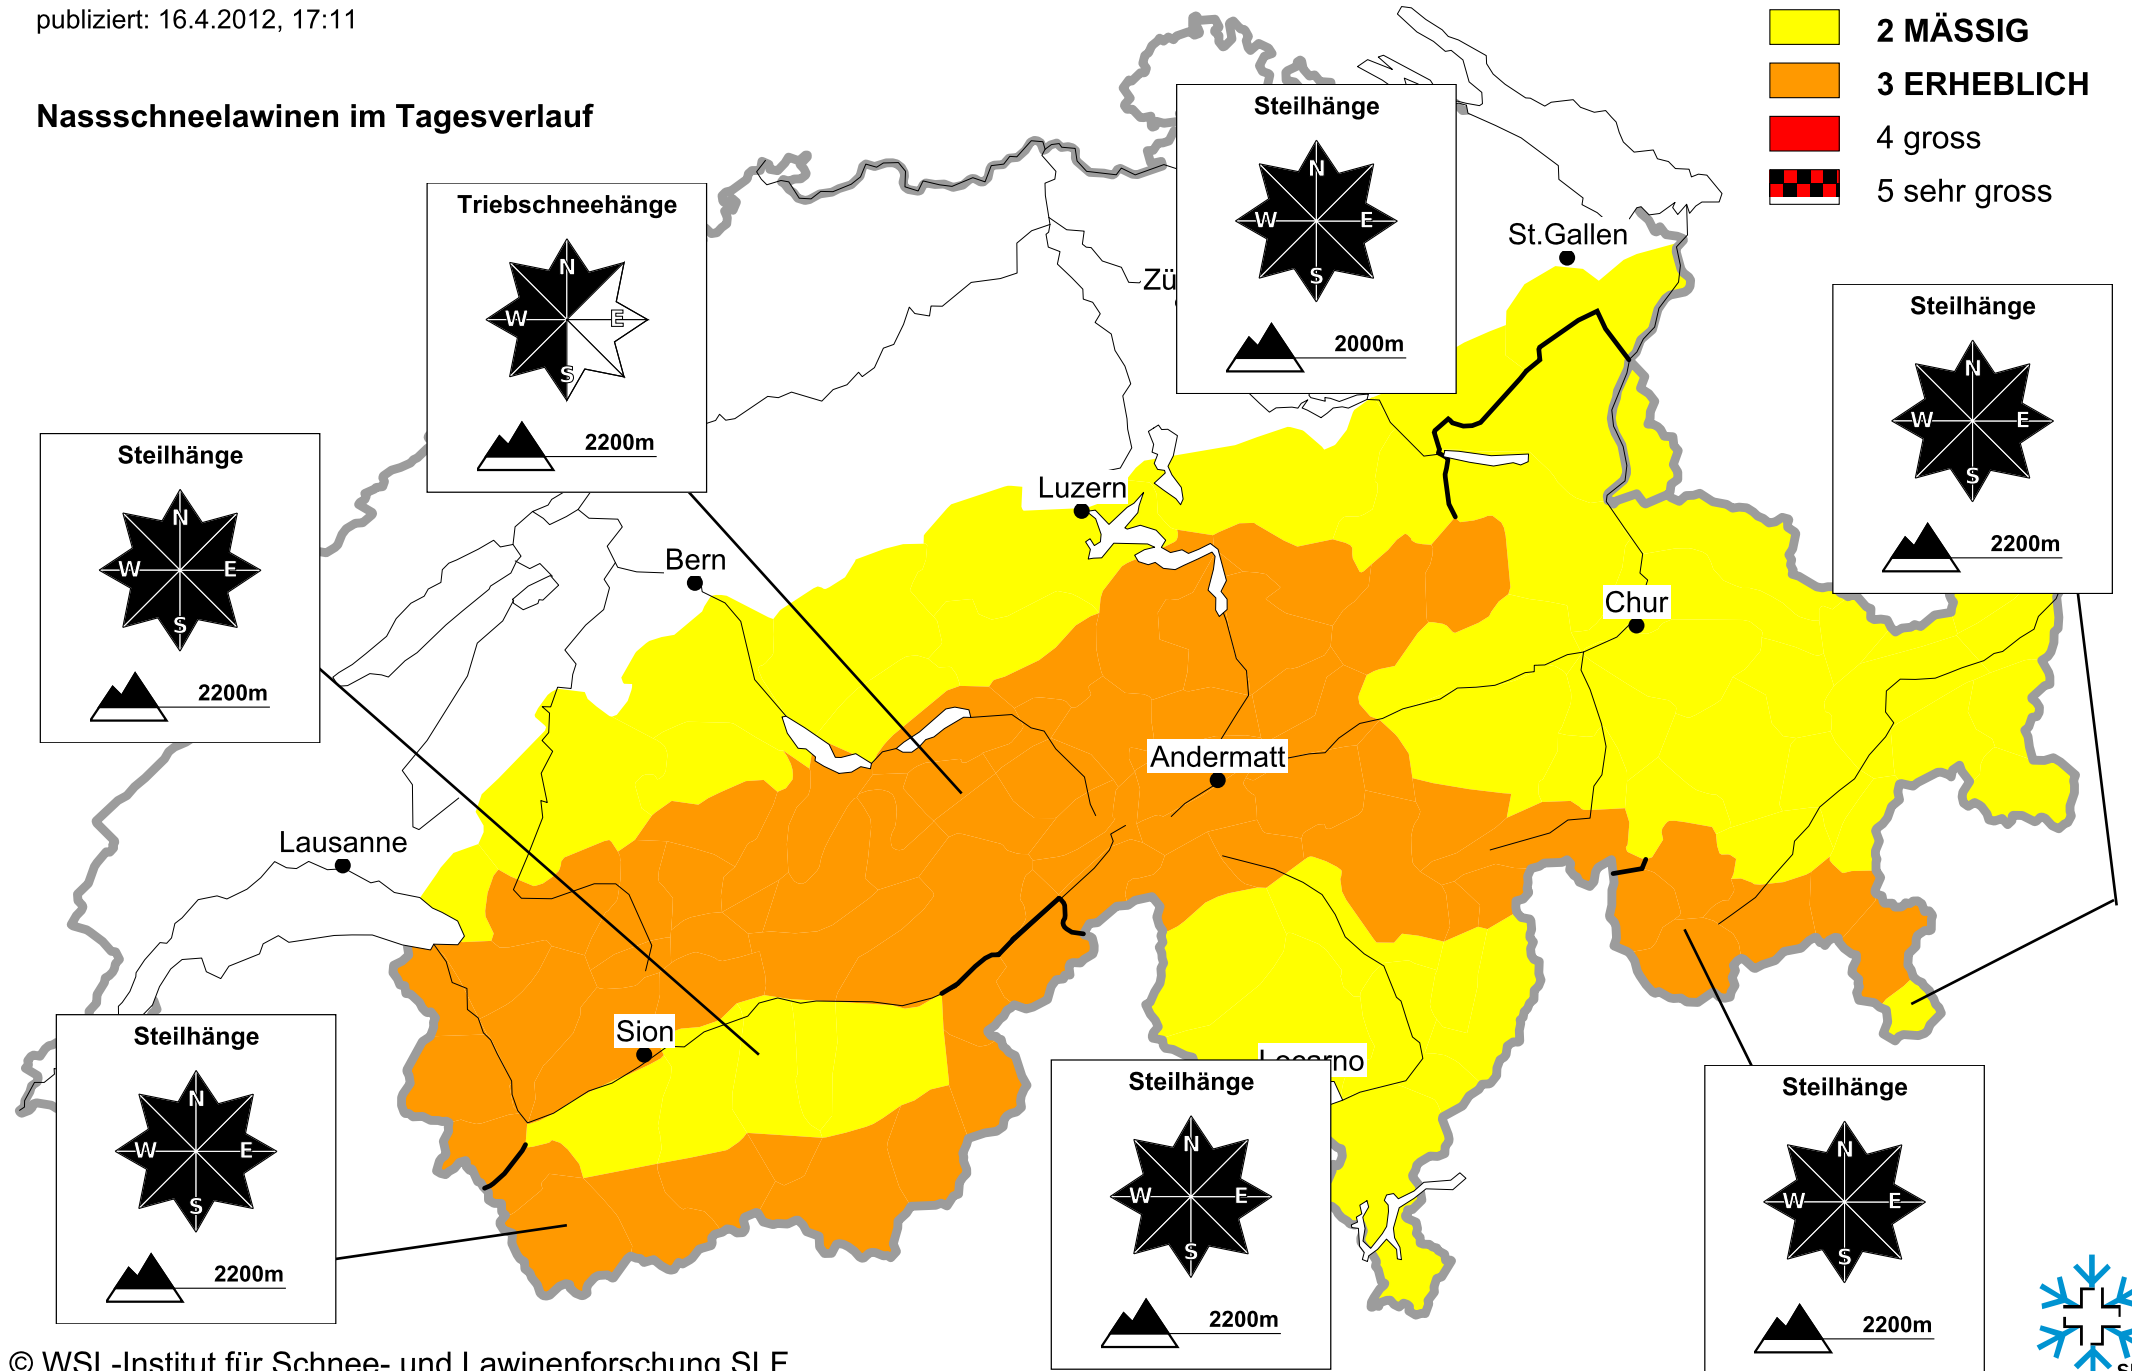 publiziert: 16.4.2012, 17:11
2 MÄSSIG
3 ERHEBLICH
4 gross
5 sehr gross
Nassschneelawinen im Tagesverlauf
Steilhänge
N
W E
S
2000m
Triebschneehänge
N
W E
S
2200m
St.Gallen
Zü
Steilhänge
N
W E
S
2200m
Steilhänge
N
W E
S
2200m
Luzern
Bern
Chur
Andermatt
Lausanne
Sion
Steilhänge
N
W E
S
2200m
Steilhänge
N
W E
S
2200m
Steilhänge
N
W E
S
2200m
© WSL-Institut für Schnee- und Lawinenforschung SLF